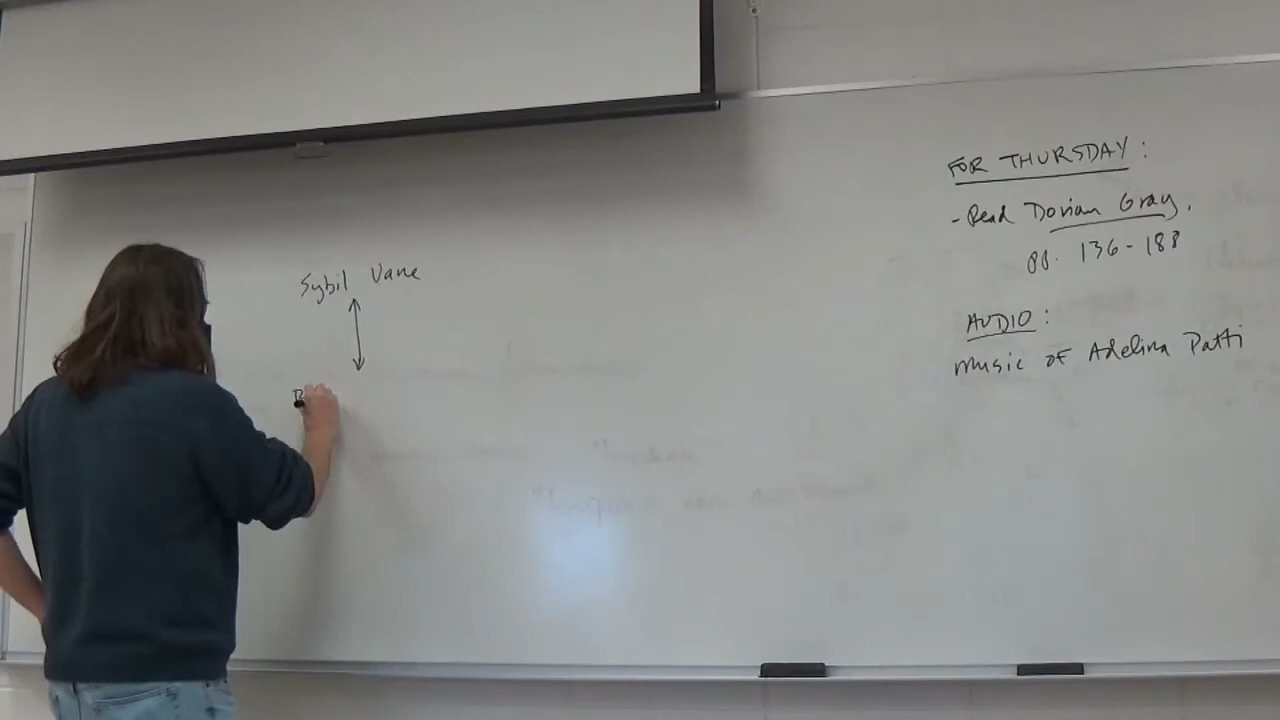 Sybil Vane
FOR THURSDAY:
- Read Dorian Gray,
pp. 136-188
AUDIO:
Music of Adelina Patti